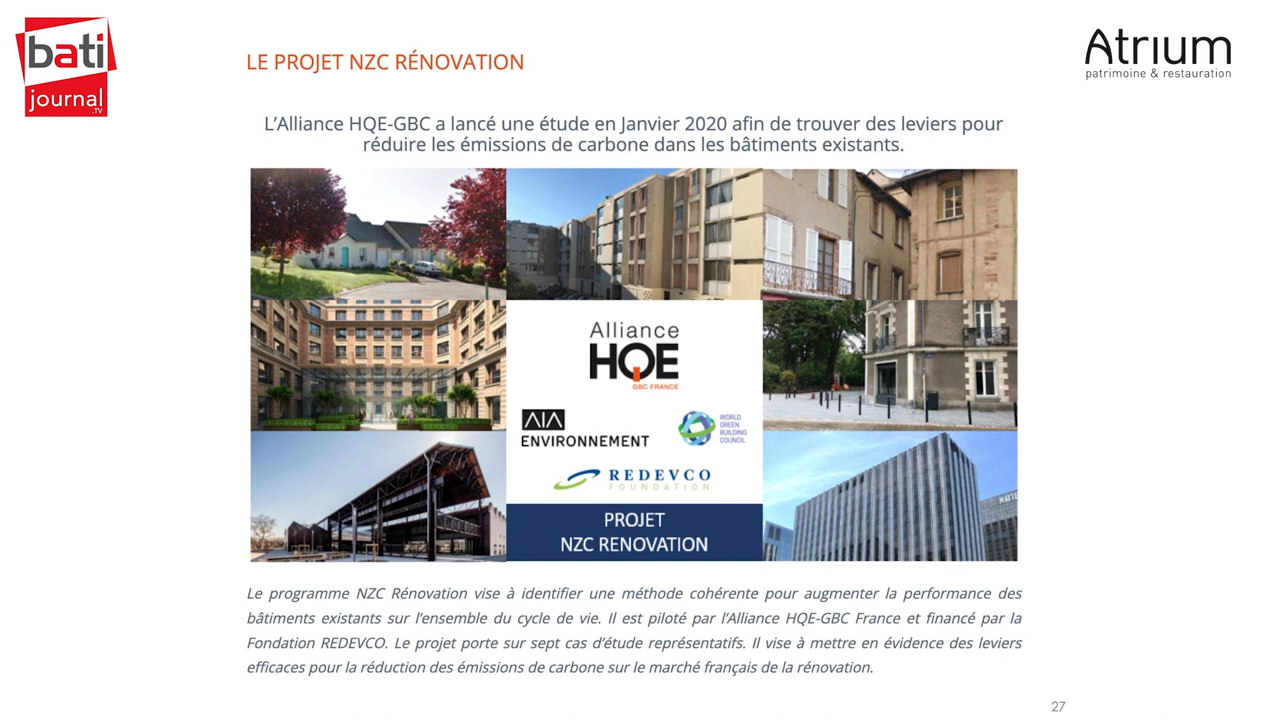 bati
journal
.TV
LE PROJET NZC RÉNOVATION
Atrium
patrimoine & restauration
L'Alliance HQE-GBC a lancé une étude en Janvier 2020 afin de trouver des leviers pour
réduire les émissions de carbone dans les bâtiments existants.
Alliance
HQE
GBC FRANCE
AIA
ENVIRONNEMENT
WORLD
GREEN
BUILDING
COUNCIL
REDEVCO
FOUNDATION
PROJET
NZC RENOVATION
Le programme NZC Rénovation vise à identifier une méthode cohérente pour augmenter la performance des
bâtiments existants sur l'ensemble du cycle de vie. Il est piloté par l'Alliance HQE-GBC France et financé par la
Fondation REDEVCO. Le projet porte sur sept cas d'étude représentatifs. Il vise à mettre en évidence des leviers
efficaces pour la réduction des émissions de carbone sur le marché français de la rénovation.
27